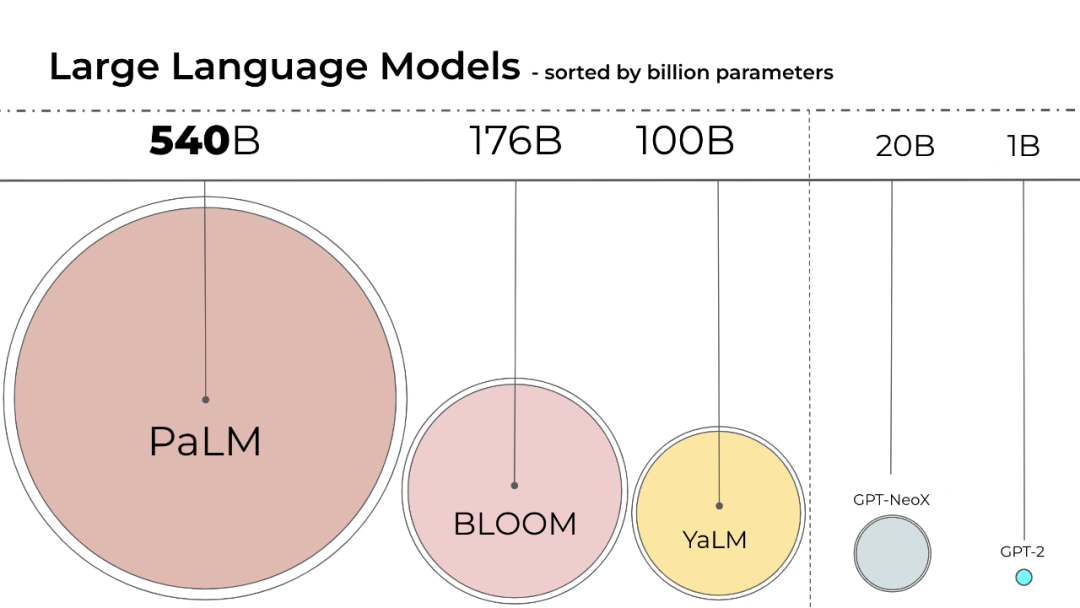 Large Language Models - sorted by billion parameters
540B 176B 100B 20B 1B
PaLM
BLOOM
YaLM
GPT-NeoX
GPT-2